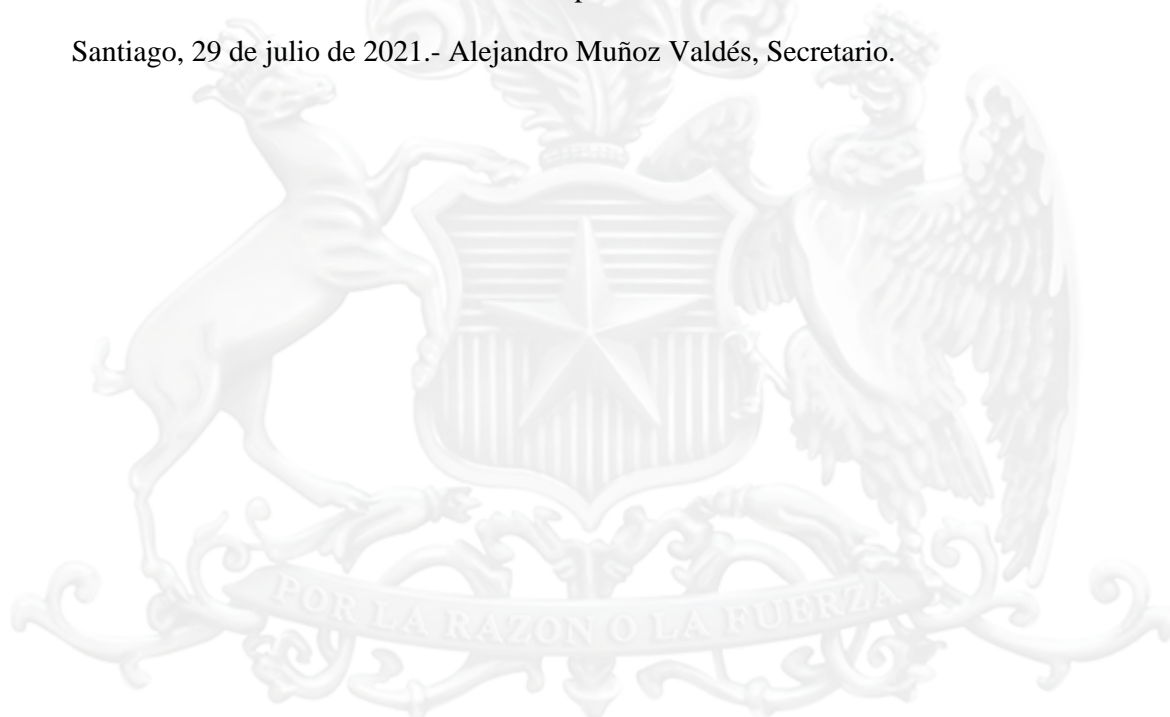 Santiago, 29 de julio de 2021.- Alejandro Muñoz Valdés, Secretario.
POR LA RAZON O LA FUERZA